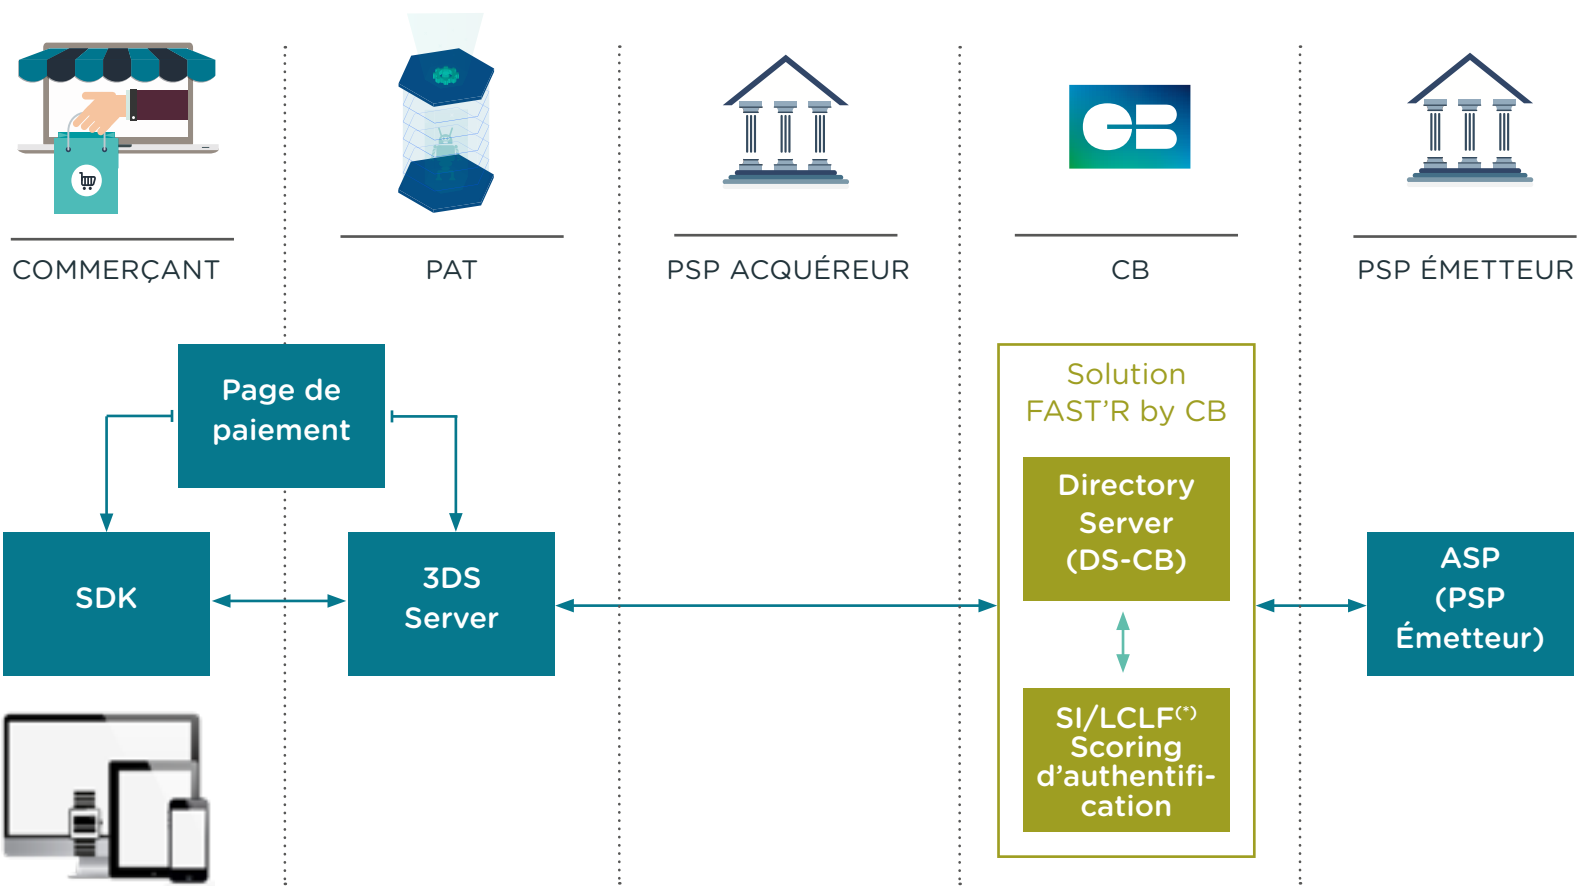 CB
COMMERÇANT
PAT
PSP ACQUÉREUR
CB
PSP ÉMETTEUR
Page de
paiement
SDK
3DS
Server
Solution
FAST’R by CB
Directory
Server
(DS-CB)
SI/LCLF(*)
Scoring
d’authentifi-
cation
ASP
(PSP
Émetteur)